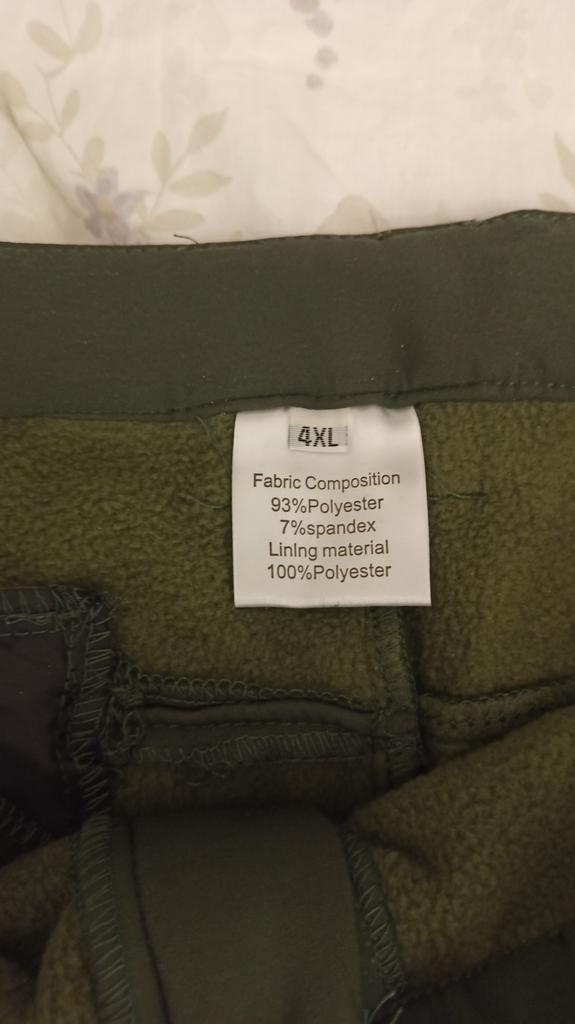 4XL
Fabric Composition
93%Polyester
7%spandex
Lining material
100%Polyester